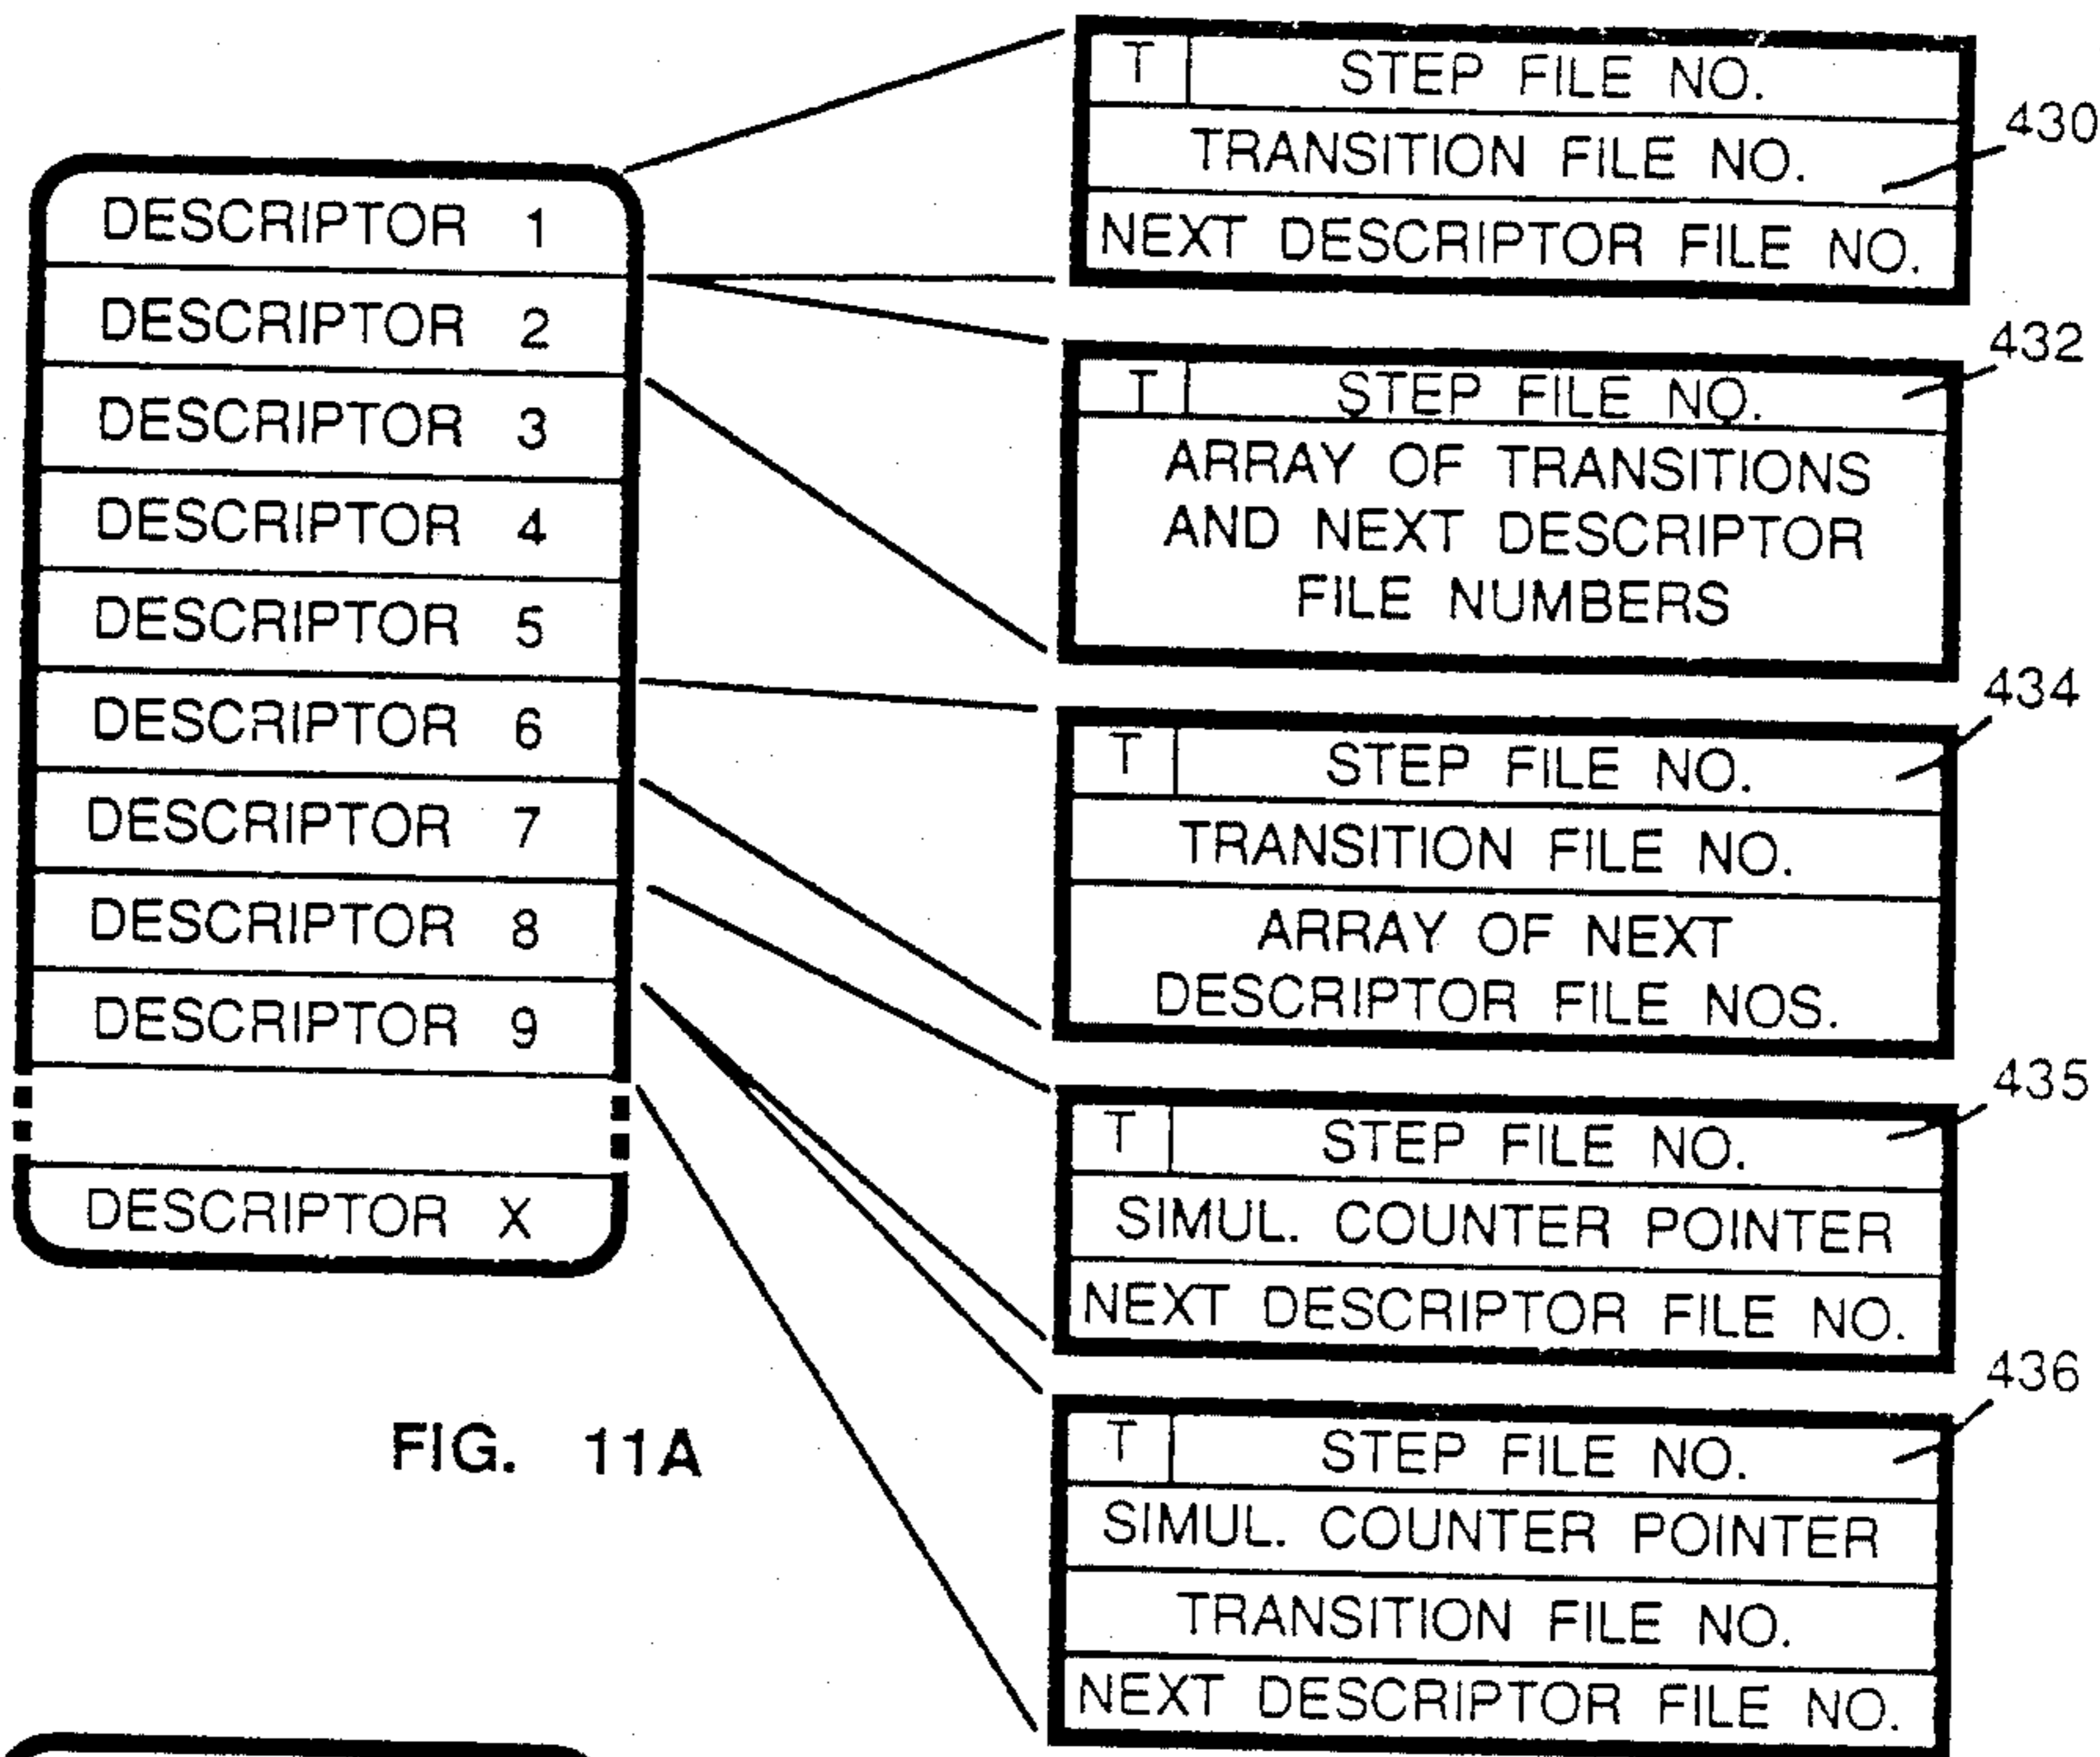 DESCRIPTOR 1
DESCRIPTOR 2
DESCRIPTOR 3
DESCRIPTOR 4
DESCRIPTOR 5
DESCRIPTOR 6
DESCRIPTOR 7
DESCRIPTOR 8
DESCRIPTOR 9
DESCRIPTOR X
FIG. 11A
T STEP FILE NO.
TRANSITION FILE NO.
NEXT DESCRIPTOR FILE NO.
430
T STEP FILE NO.
ARRAY OF TRANSITIONS
AND NEXT DESCRIPTOR
FILE NUMBERS
432
T STEP FILE NO.
TRANSITION FILE NO.
ARRAY OF NEXT
DESCRIPTOR FILE NOS.
434
T STEP FILE NO.
SIMUL. COUNTER POINTER
NEXT DESCRIPTOR FILE NO.
435
T STEP FILE NO.
SIMUL. COUNTER POINTER
TRANSITION FILE NO.
NEXT DESCRIPTOR FILE NO.
436